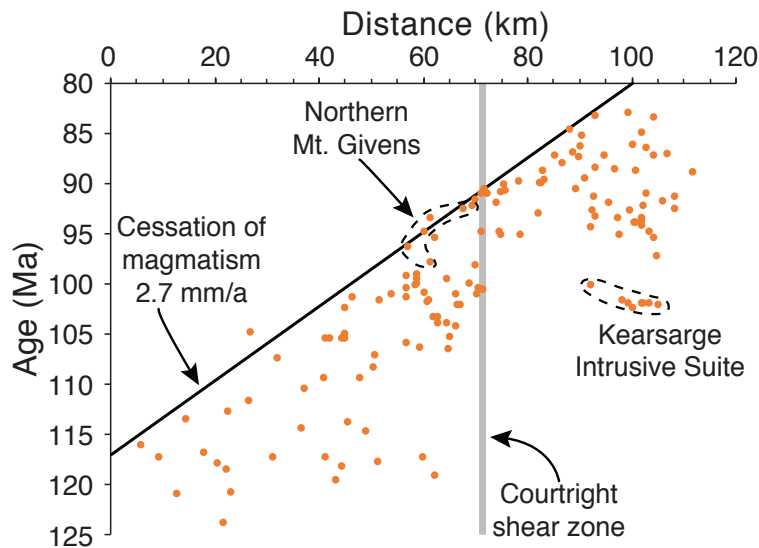 Distance (km)
0 20 40 60 80 100 120
80
85
90
95
100
105
110
115
120
125
Age (Ma)
Northern
Mt. Givens
Cessation of
magmatism
2.7 mm/a
Kearsarge
Intrusive Suite
Courtright
shear zone